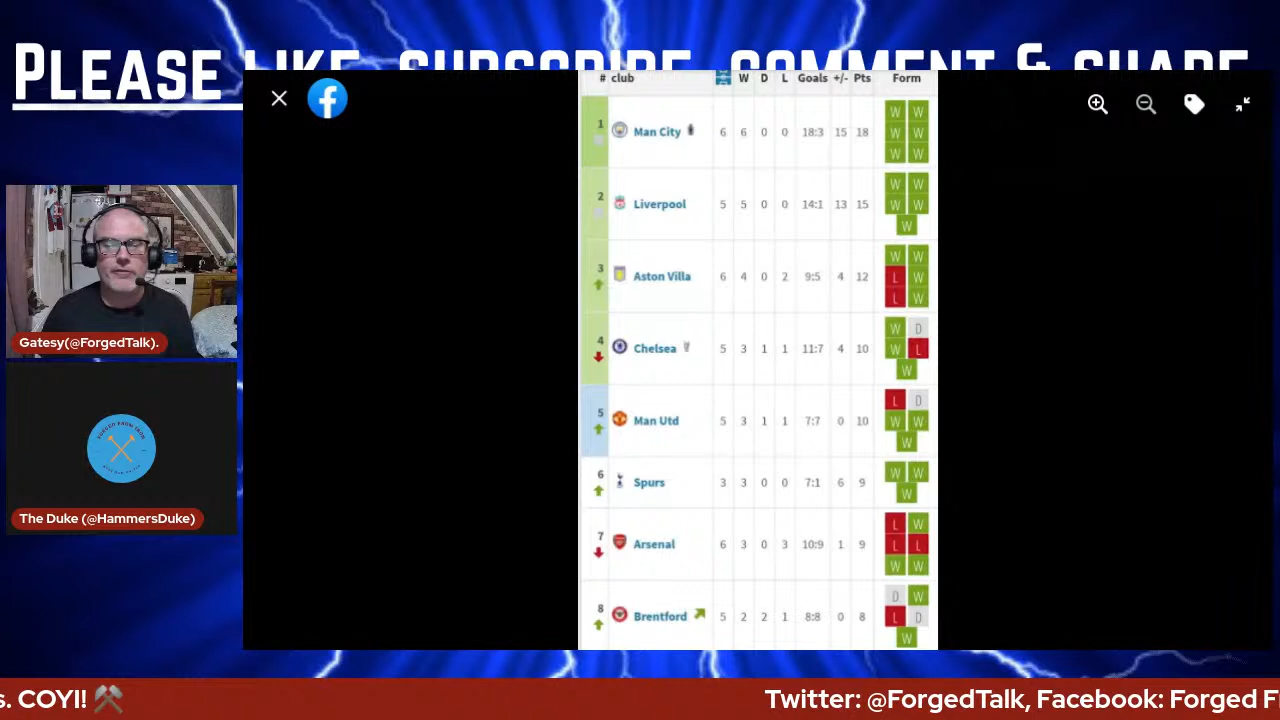 PLEASE LIKE, SUBSCRIBE, COMMENT & SHARE
# club W D L Goals +/- Pts Form
1 Man City 6 6 0 0 18:3 15 18 W W W W W W
2 Liverpool 5 5 0 0 14:1 13 15 W W W W W
3 Aston Villa 6 4 0 2 9:5 4 12 W W L W L W
4 Chelsea 5 3 1 1 11:7 4 10 W D W L W
5 Man Utd 5 3 1 1 7:7 0 10 L D W W W
6 Spurs 3 3 0 0 7:1 6 9 W W W
7 Arsenal 6 3 0 3 10:9 1 9 L W L L W W
8 Brentford 5 2 2 1 8:8 0 8 D W L D W
Gatesy(@ForgedTalk).
The Duke (@HammersDuke)
s. COYI! ⚒ Twitter: @ForgedTalk, Facebook: Forged F